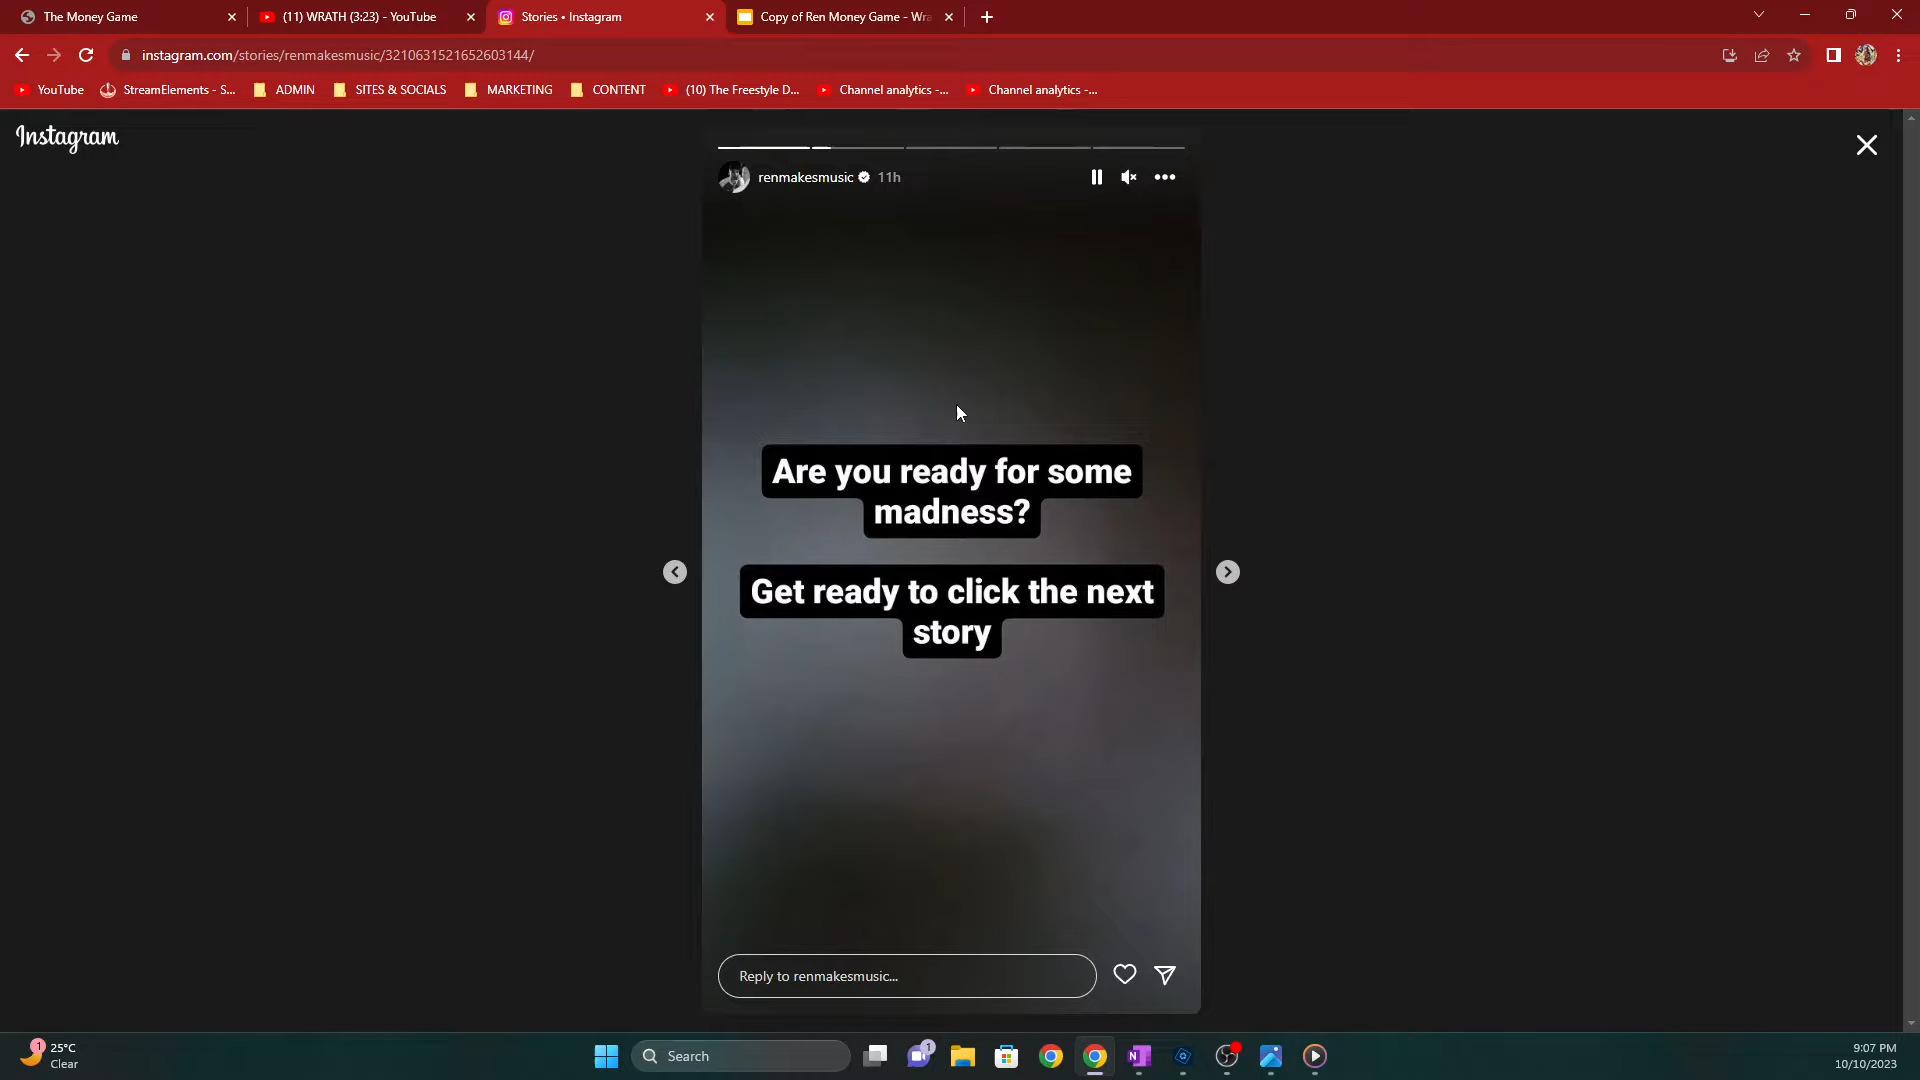 The Money Game
(11) WRATH (3:23) - YouTube
Stories • Instagram
Copy of Ren Money Game - Wra
instagram.com/stories/renmakesmusic/3210631521652603144/
YouTube
StreamElements - S...
ADMIN
SITES & SOCIALS
MARKETING
CONTENT
(10) The Freestyle D...
Channel analytics -...
Channel analytics -...
Instagram
renmakesmusic 11h
Are you ready for some
madness?
Get ready to click the next
story
Reply to renmakesmusic...
1
25°C
Clear
Search
1
9:07 PM
10/10/2023